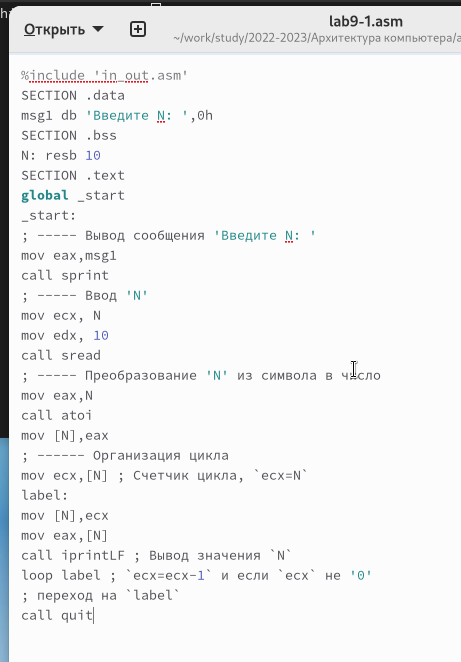 ha
Открыть
lab9-1.asm
~/work/study/2022-2023/Архитектура компьютера/a
%include 'in_out.asm'
SECTION .data
msg1 db 'Введите N: ',0h
SECTION .bss
N: resb 10
SECTION .text
global _start
_start:
; ----- Вывод сообщения 'Введите N: '
mov eax,msg1
call sprint
; ----- Ввод 'N'
mov ecx, N
mov edx, 10
call sread
; ----- Преобразование 'N' из символа в число
mov eax,N
call atoi
mov [N],eax
; ------ Организация цикла
mov ecx,[N] ; Счетчик цикла, `ecx=N`
label:
mov [N],ecx
mov eax,[N]
call iprintLF ; Вывод значения `N`
loop label ; `ecx=ecx-1` и если `ecx` не '0'
; переход на `label`
call quit